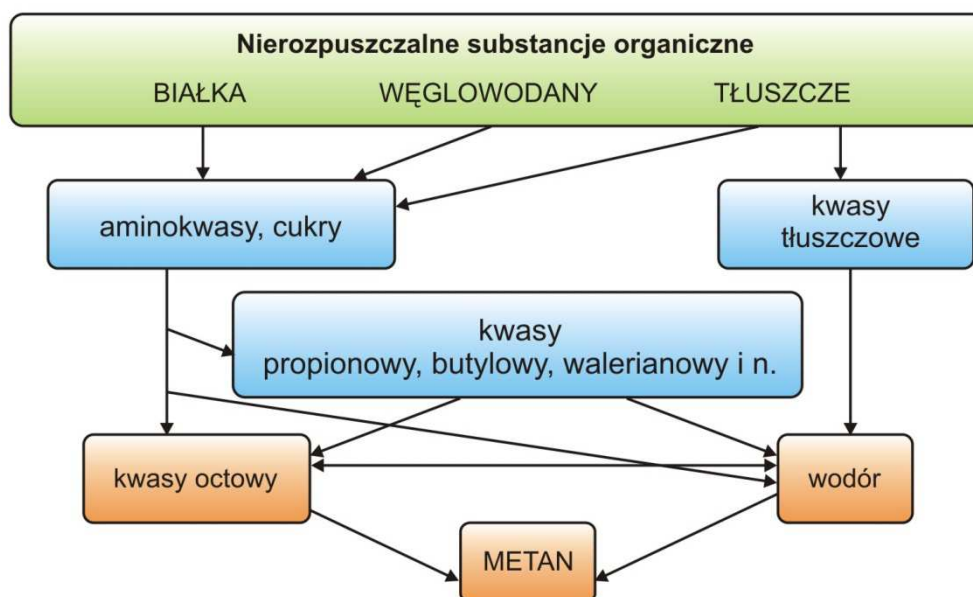 Nierozpuszczalne substancje organiczne
BIAŁKA WĘGLOWODANY TŁUSZCZE
aminokwasy, cukry
kwasy
tłuszczowe
kwasy
propionowy, butylowy, walerianowy i n.
kwasy octowy
wodór
METAN